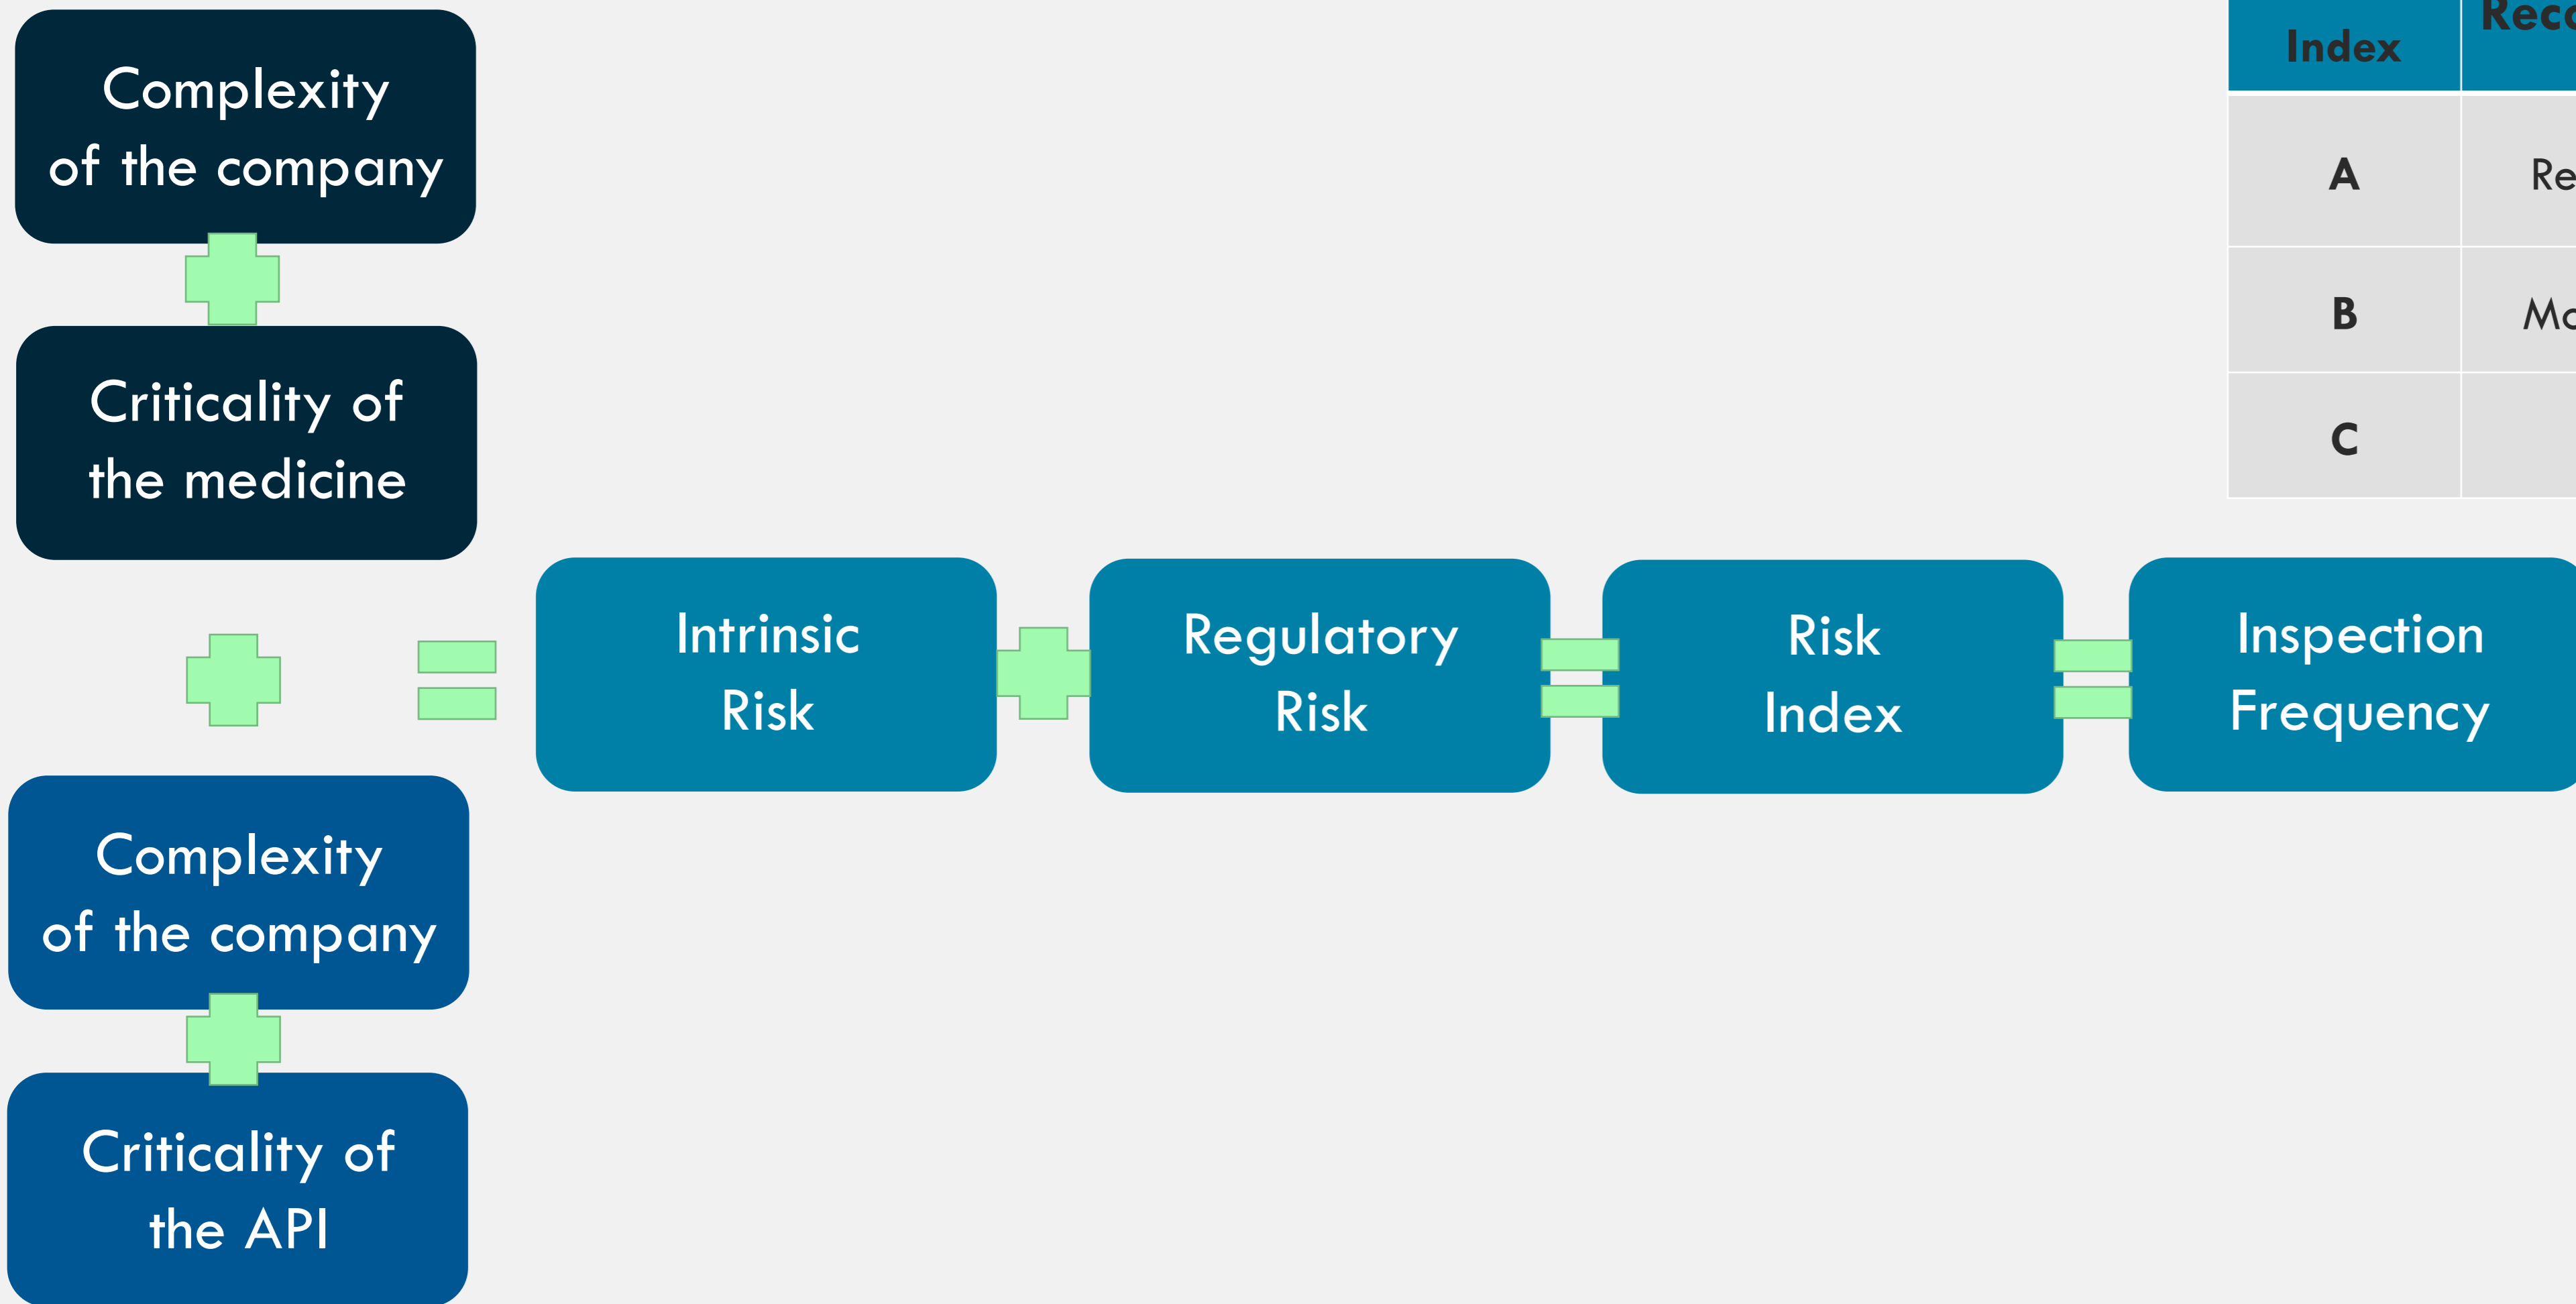 Complexity
of the company
Criticality of
the medicine
Index
A
B
C
Intrinsic
Risk
Regulatory
Risk
Risk
Index
Inspection
Frequency
Complexity
of the company
Criticality of
the API